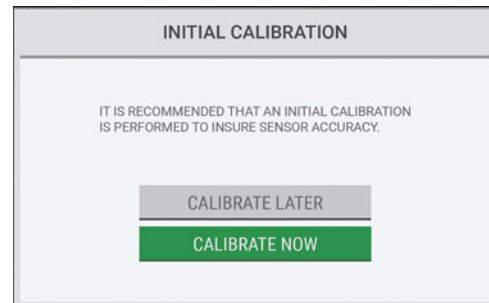 INITIAL CALIBRATION
IT IS RECOMMENDED THAT AN INITIAL CALIBRATION
IS PERFORMED TO INSURE SENSOR ACCURACY.
CALIBRATE LATER
CALIBRATE NOW